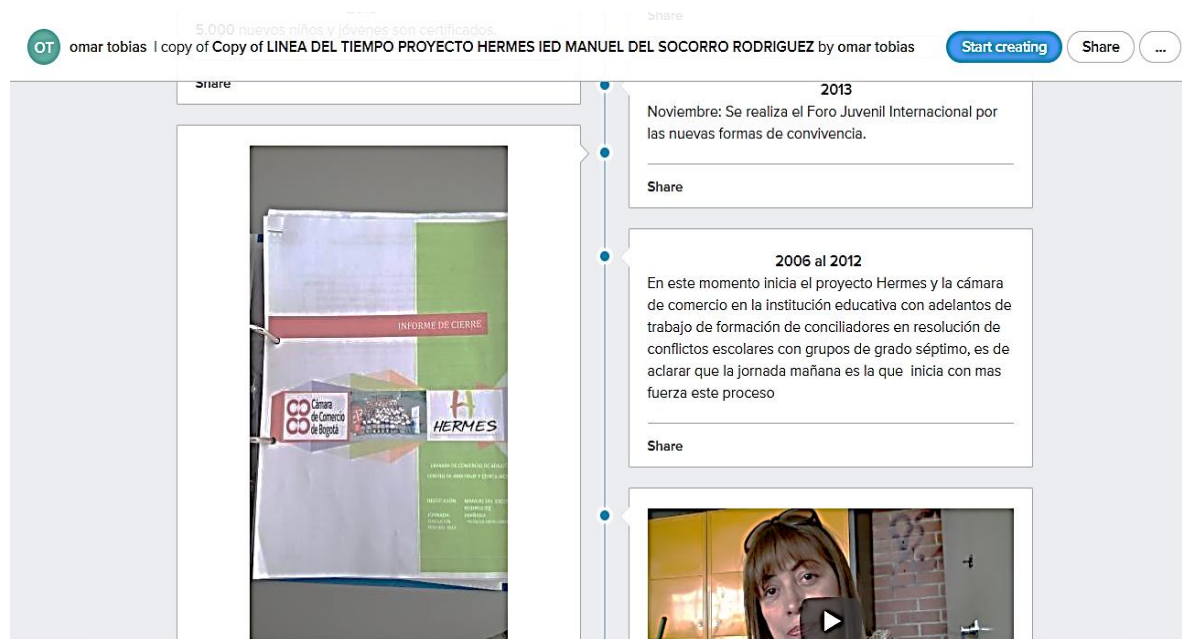 Share
5.000 nuevos niños y jóvenes son certificados.
OT omar tobias | copy of Copy of LINEA DEL TIEMPO PROYECTO HERMES IED MANUEL DEL SOCORRO RODRIGUEZ by omar tobias Start creating Share ...
Share
INFORME DE CIERRE
Cámara
de Comercio
de Bogotá
HERMES
2013
Noviembre: Se realiza el Foro Juvenil Internacional por
las nuevas formas de convivencia.
Share
2006 al 2012
En este momento inicia el proyecto Hermes y la cámara
de comercio en la institución educativa con adelantos de
trabajo de formación de conciliadores en resolución de
conflictos escolares con grupos de grado séptimo, es de
aclarar que la jornada mañana es la que  inicia con mas
fuerza este proceso
Share